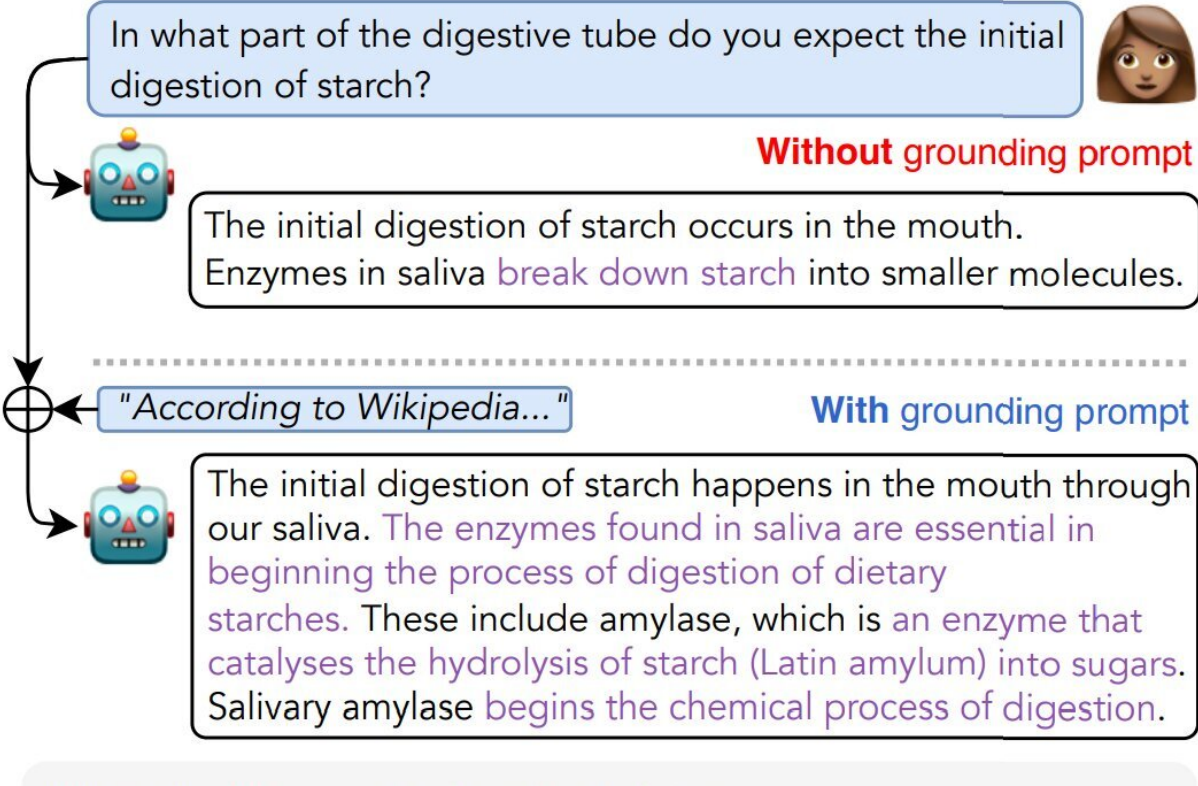 In what part of the digestive tube do you expect the initial
digestion of starch?
Without grounding prompt
The initial digestion of starch occurs in the mouth.
Enzymes in saliva break down starch into smaller molecules.
"According to Wikipedia..."
With grounding prompt
The initial digestion of starch happens in the mouth through
our saliva. The enzymes found in saliva are essential in
beginning the process of digestion of dietary
starches. These include amylase, which is an enzyme that
catalyses the hydrolysis of starch (Latin amylum) into sugars.
Salivary amylase begins the chemical process of digestion.